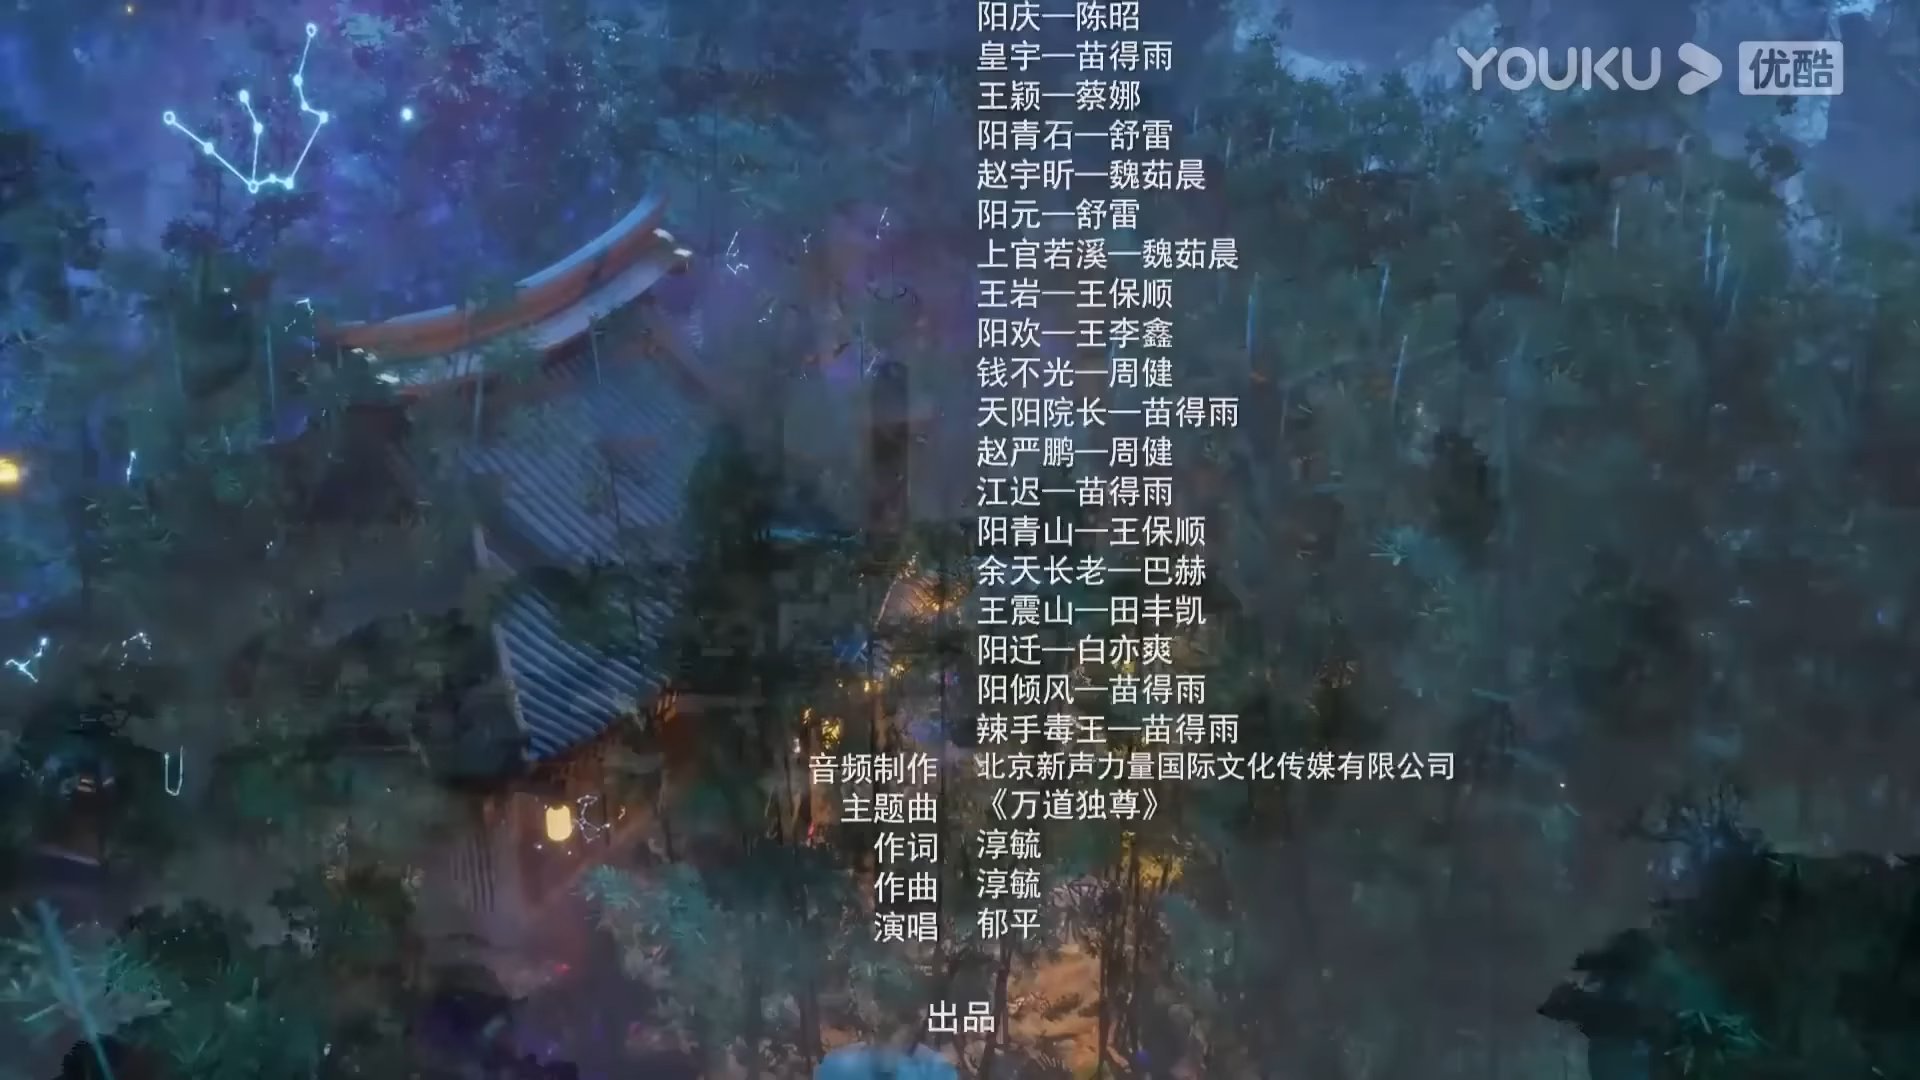 阳庆—陈昭
YOUKU 优酷
皇宇—苗得雨
王颖—蔡娜
阳青石—舒雷
赵宇昕—魏茹晨
阳元—舒雷
上官若溪—魏茹晨
王岩—王保顺
阳欢—王李鑫
钱不光—周健
天阳院长—苗得雨
赵严鹏—周健
江迟—苗得雨
阳青山—王保顺
余天长老—巴赫
王震山—田丰凯
阳迁—白亦爽
阳倾风—苗得雨
辣手毒王—苗得雨
音频制作 北京新声力量国际文化传媒有限公司
主题曲 《万道独尊》
作词 淳毓
作曲 淳毓
演唱 郁平
出品